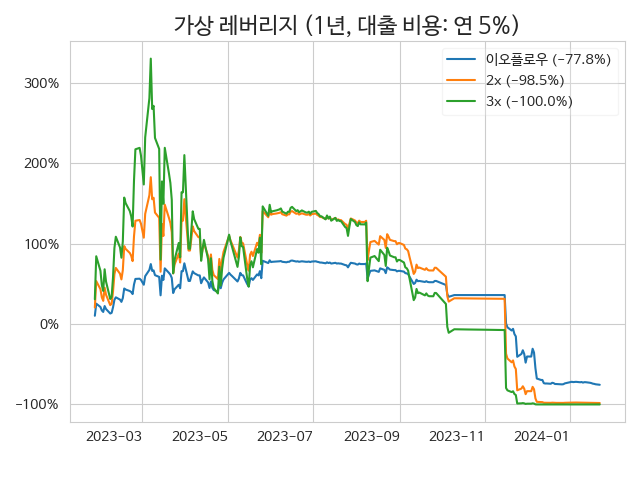 가상 레버리지 (1년, 대출 비용: 연 5%)
이오플로우 (-77.8%)
2x (-98.5%)
3x (-100.0%)
300%
200%
100%
0%
-100%
2023-03 2023-05 2023-07 2023-09 2023-11 2024-01